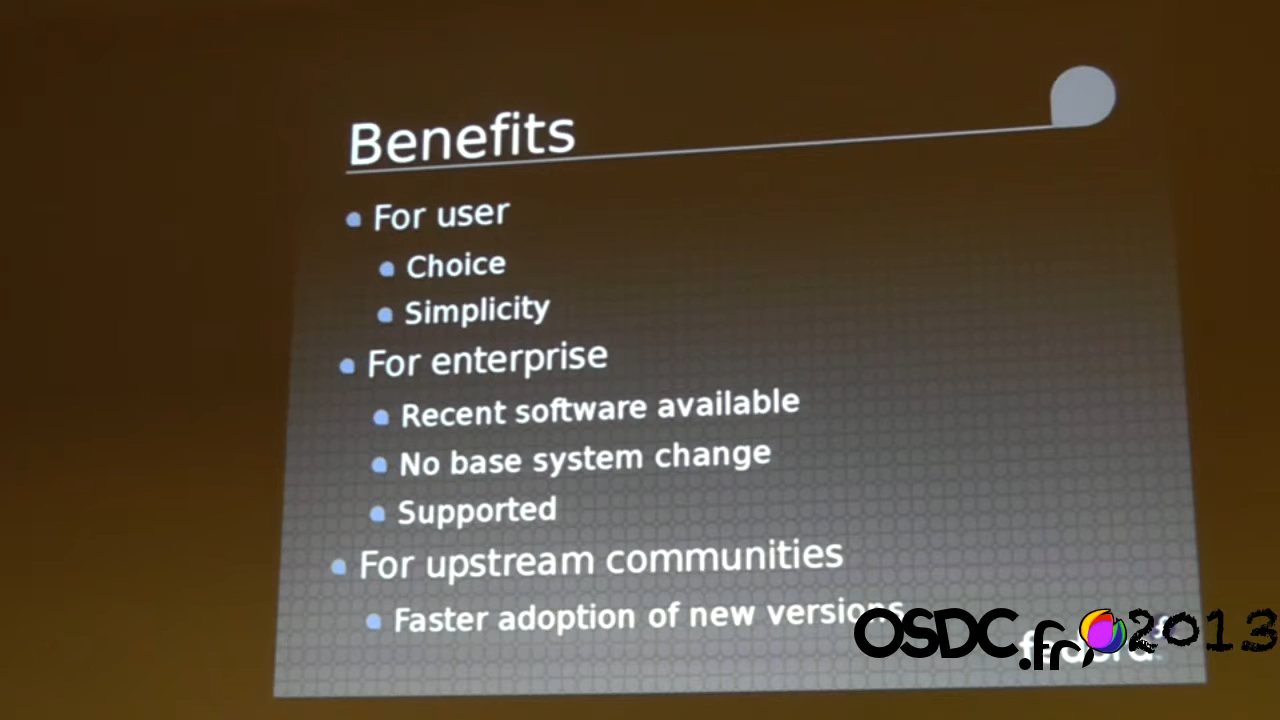 Benefits
For user
Choice
Simplicity
For enterprise
Recent software available
No base system change
Supported
For upstream communities
Faster adoption of new versions
fedora
OSDC.fr 2013